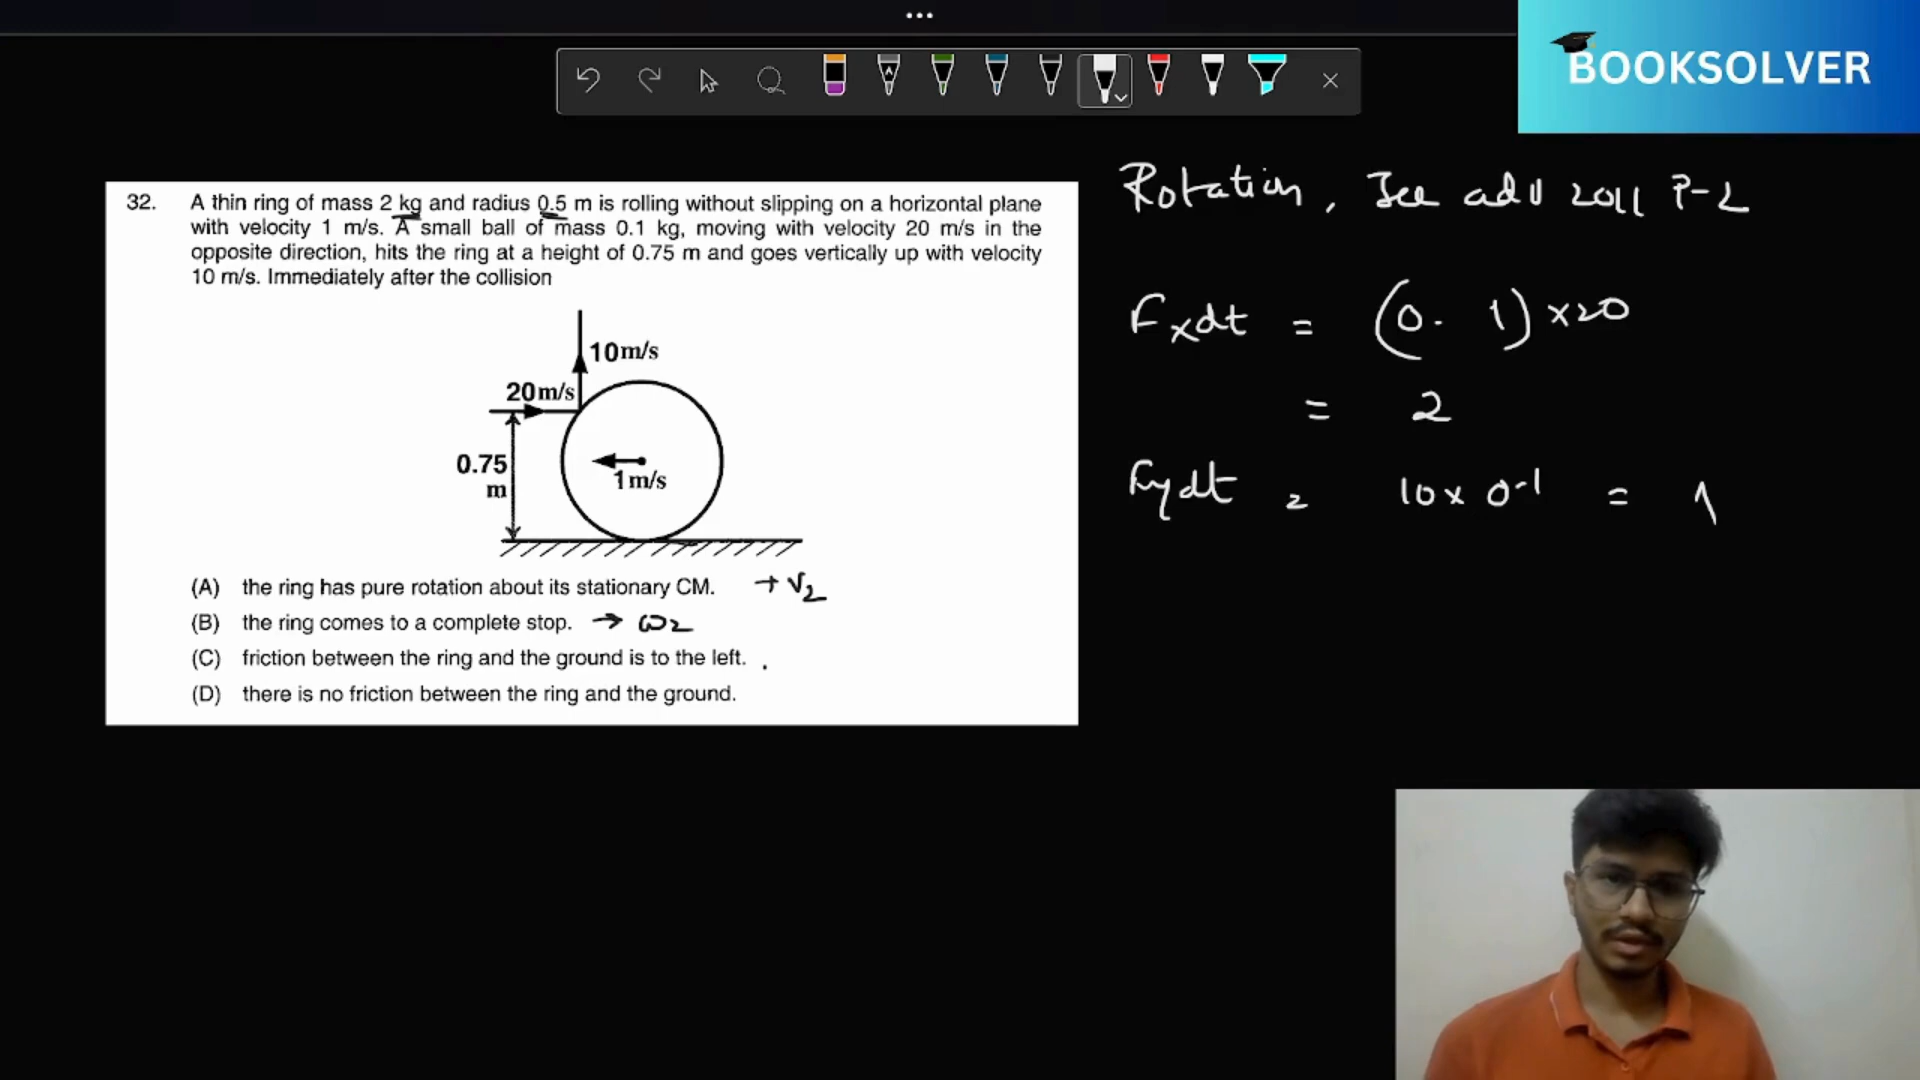 BOOKSOLVER
32. A thin ring of mass 2 kg and radius 0.5 m is rolling without slipping on a horizontal plane
with velocity 1 m/s. A small ball of mass 0.1 kg, moving with velocity 20 m/s in the
opposite direction, hits the ring at a height of 0.75 m and goes vertically up with velocity
10 m/s. Immediately after the collision
10m/s
20m/s
0.75
m
1m/s
(A) the ring has pure rotation about its stationary CM. → v₂
(B) the ring comes to a complete stop. → ω₂
(C) friction between the ring and the ground is to the left.
(D) there is no friction between the ring and the ground.
Rotation, Jee adv 2011 P-2
Fxdt = (0.1) x20
= 2
Fydt = 10 x 0.1 = 1